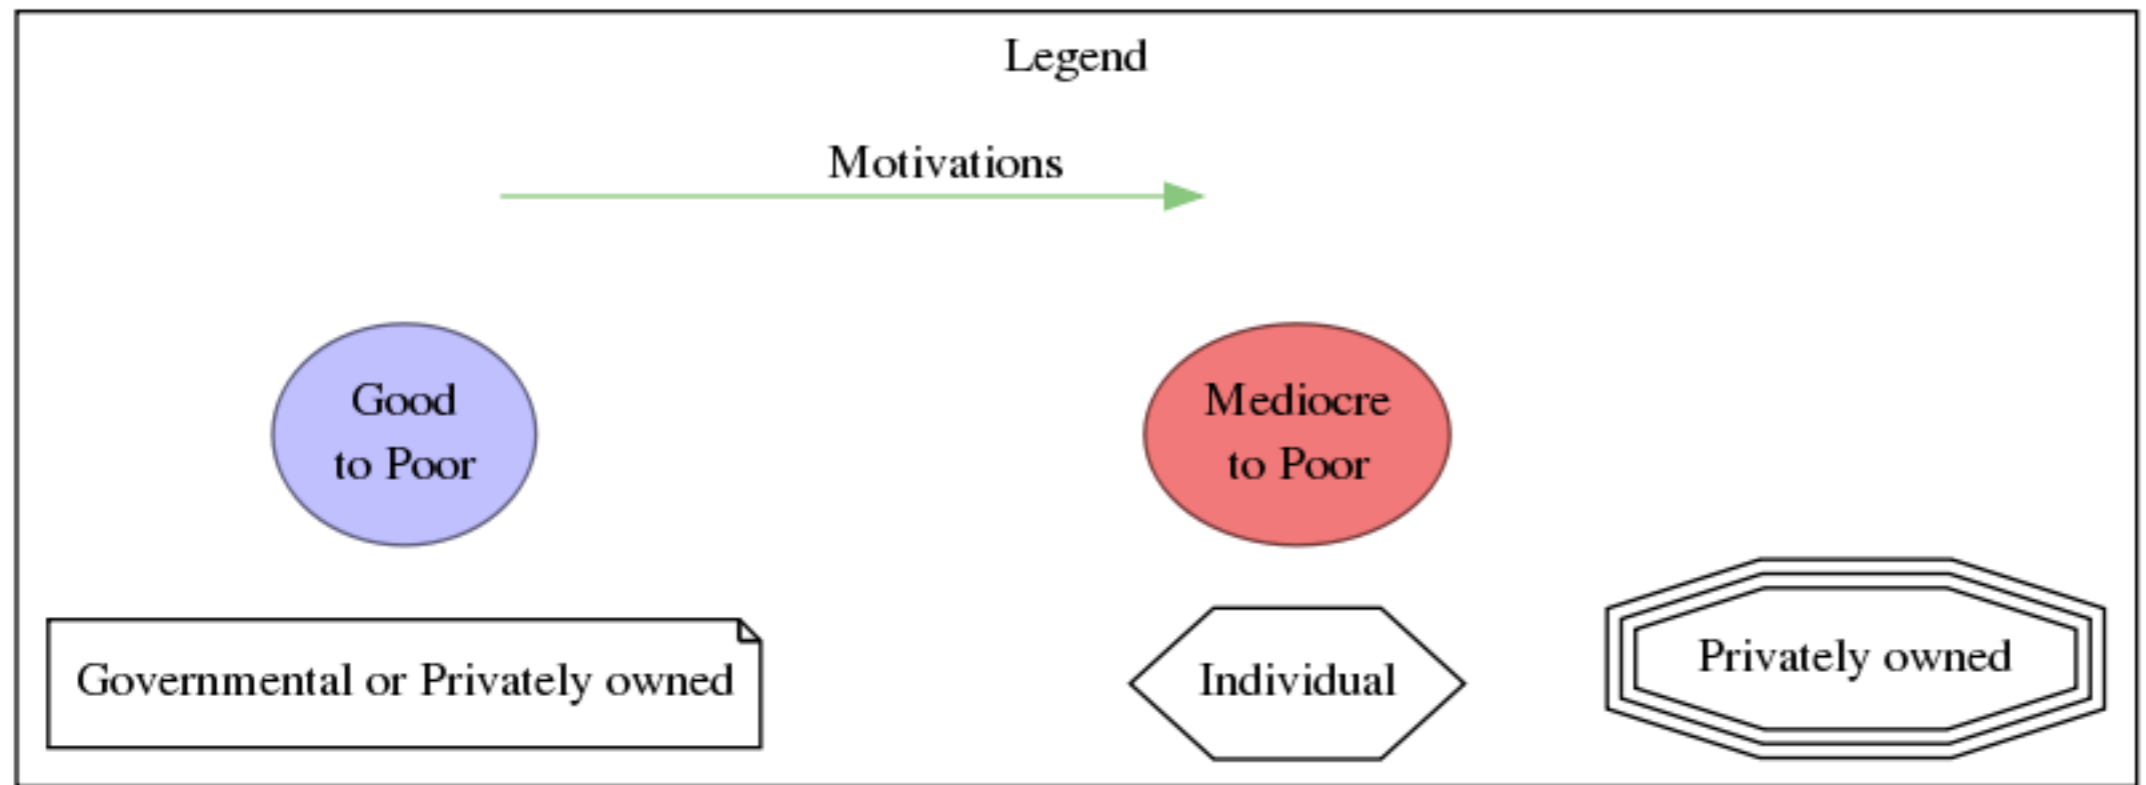 Legend
Motivations
Good
to Poor
Mediocre
to Poor
Governmental or Privately owned
Individual
Privately owned